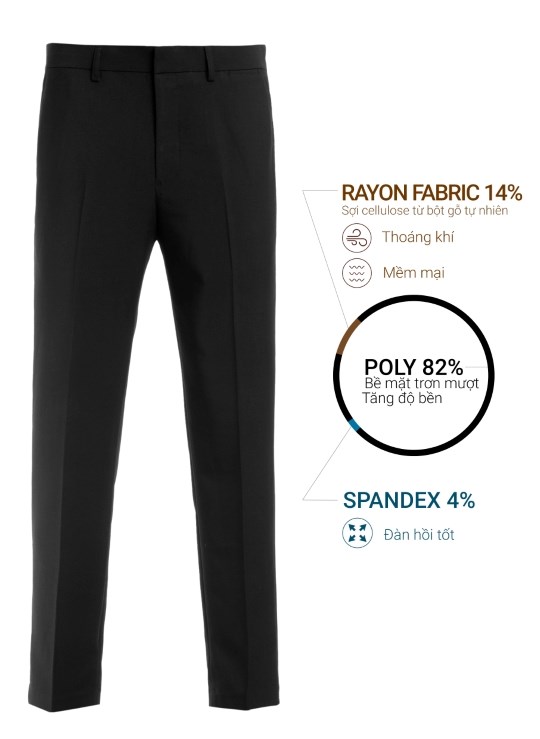 RAYON FABRIC 14%
Sợi cellulose từ bột gỗ tự nhiên
Thoáng khí
Mềm mại
POLY 82%
Bề mặt trơn mượt
Tăng độ bền
SPANDEX 4%
Đàn hồi tốt